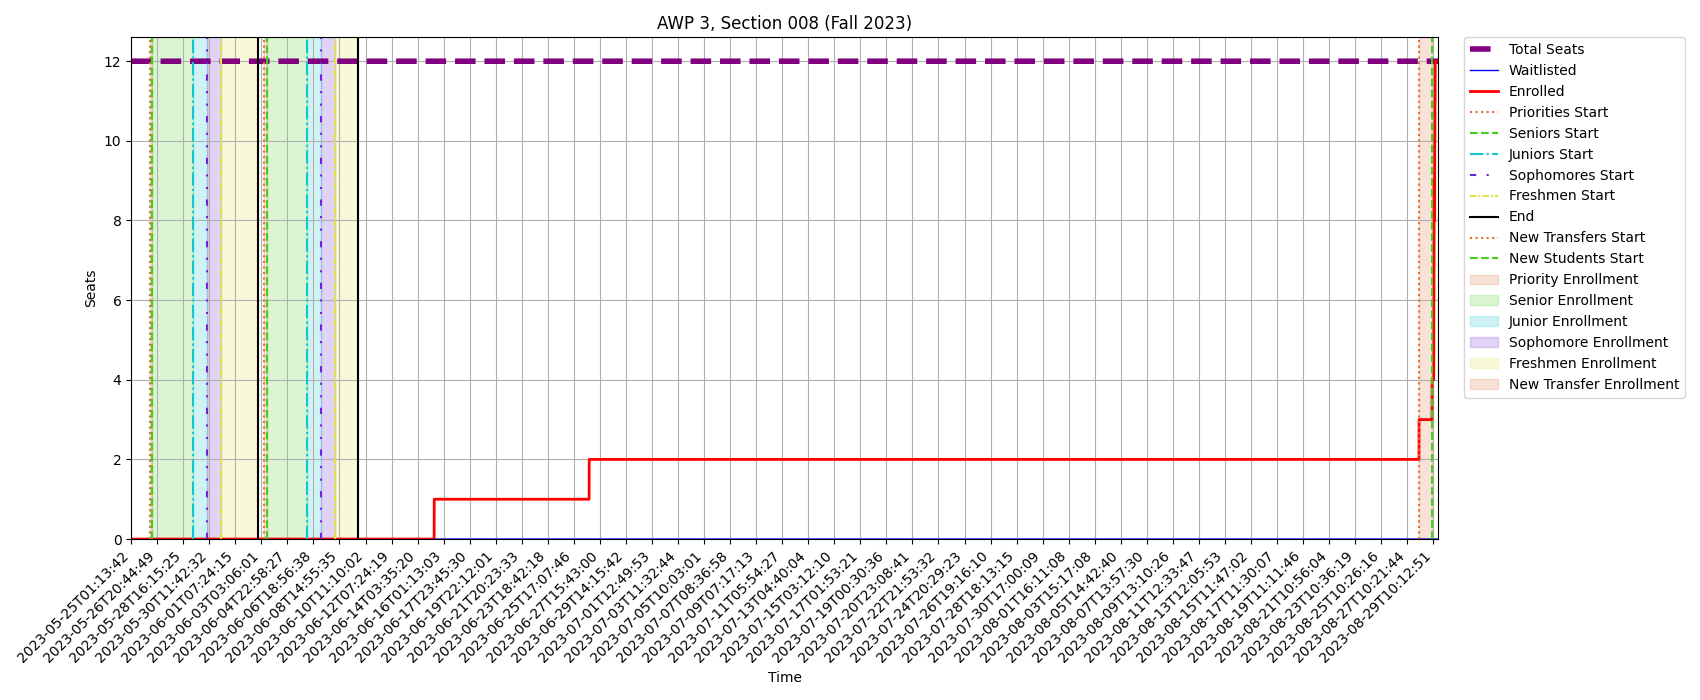 AWP 3, Section 008 (Fall 2023)
Seats
12
10
8
6
4
2
0
2023-05-25T01:13:42
2023-05-26T20:44:49
2023-05-28T16:15:25
2023-05-30T11:42:32
2023-06-01T07:24:15
2023-06-03T03:06:01
2023-06-04T22:58:27
2023-06-06T18:56:38
2023-06-08T14:55:35
2023-06-10T11:10:02
2023-06-12T07:24:19
2023-06-14T04:35:20
2023-06-16T01:13:03
2023-06-17T23:45:30
2023-06-19T22:12:01
2023-06-21T20:23:33
2023-06-23T18:42:18
2023-06-25T17:07:46
2023-06-27T15:43:00
2023-06-29T14:15:42
2023-07-01T12:49:53
2023-07-03T11:32:44
2023-07-05T10:03:01
2023-07-07T08:36:58
2023-07-09T07:17:13
2023-07-11T05:54:27
2023-07-13T04:40:04
2023-07-15T03:12:10
2023-07-17T01:53:21
2023-07-19T00:30:36
2023-07-20T23:08:41
2023-07-22T21:53:32
2023-07-24T20:29:23
2023-07-26T19:16:10
2023-07-28T18:13:15
2023-07-30T17:00:09
2023-08-01T16:11:08
2023-08-03T15:17:08
2023-08-05T14:42:40
2023-08-07T13:57:30
2023-08-09T13:10:26
2023-08-11T12:33:47
2023-08-13T12:05:53
2023-08-15T11:47:02
2023-08-17T11:30:07
2023-08-19T11:11:46
2023-08-21T10:56:04
2023-08-23T10:36:19
2023-08-25T10:26:16
2023-08-27T10:21:44
2023-08-29T10:12:51
Time
Total Seats
Waitlisted
Enrolled
Priorities Start
Seniors Start
Juniors Start
Sophomores Start
Freshmen Start
End
New Transfers Start
New Students Start
Priority Enrollment
Senior Enrollment
Junior Enrollment
Sophomore Enrollment
Freshmen Enrollment
New Transfer Enrollment